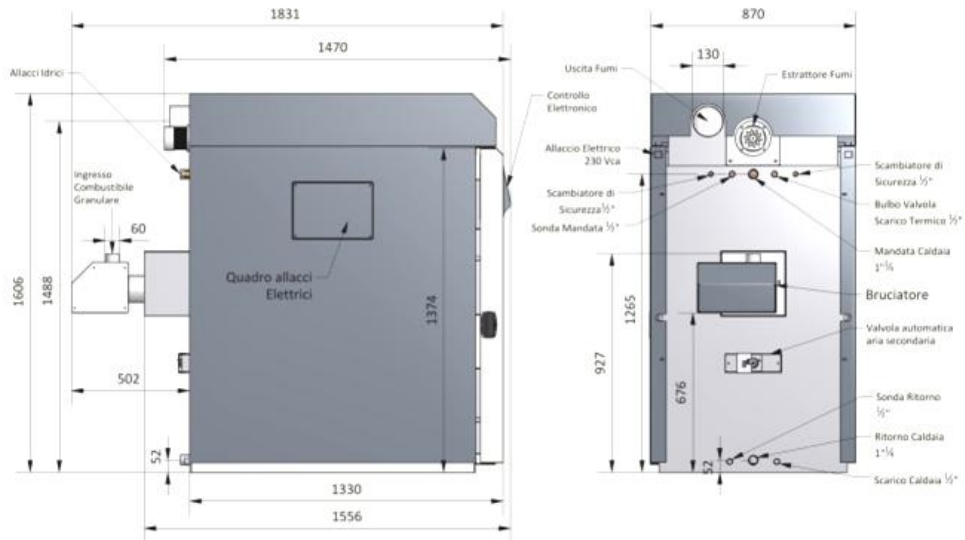 1831
870
1470
130
Uscita Fumi
Estrattore Fumi
Allacci Idrici
Controllo
Elettronico
Allaccio Elettrico
230 Vca
Scambiatore di
Sicurezza ½"
Ingresso
Combustibile
Granulare
Scambiatore di
Sicurezza ½"
Bulbo Valvola
Scarico Termico ½"
Sonda Mandata ½"
60
Mandata Caldaia
1"¼
Quadro allacci
Elettrici
Bruciatore
1606
1488
1374
1265
927
676
Valvola automatica
aria secondaria
502
Sonda Ritorno
½"
Ritorno Caldaia
1"¼
52
52
Scarico Caldaia ½"
1330
1556